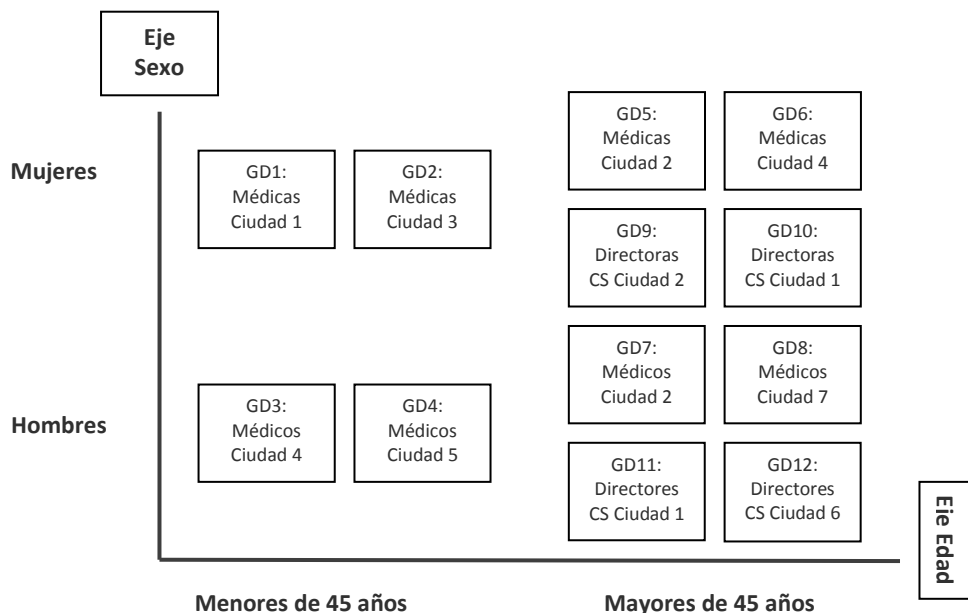 Eje
Sexo
Mujeres
GD1:
Médicas
Ciudad 1
GD2:
Médicas
Ciudad 3
GD5:
Médicas
Ciudad 2
GD6:
Médicas
Ciudad 4
GD9:
Directoras
CS Ciudad 2
GD10:
Directoras
CS Ciudad 1
Hombres
GD3:
Médicos
Ciudad 4
GD4:
Médicos
Ciudad 5
GD7:
Médicos
Ciudad 2
GD8:
Médicos
Ciudad 7
GD11:
Directores
CS Ciudad 1
GD12:
Directores
CS Ciudad 6
Eje Edad
Menores de 45 años
Mayores de 45 años